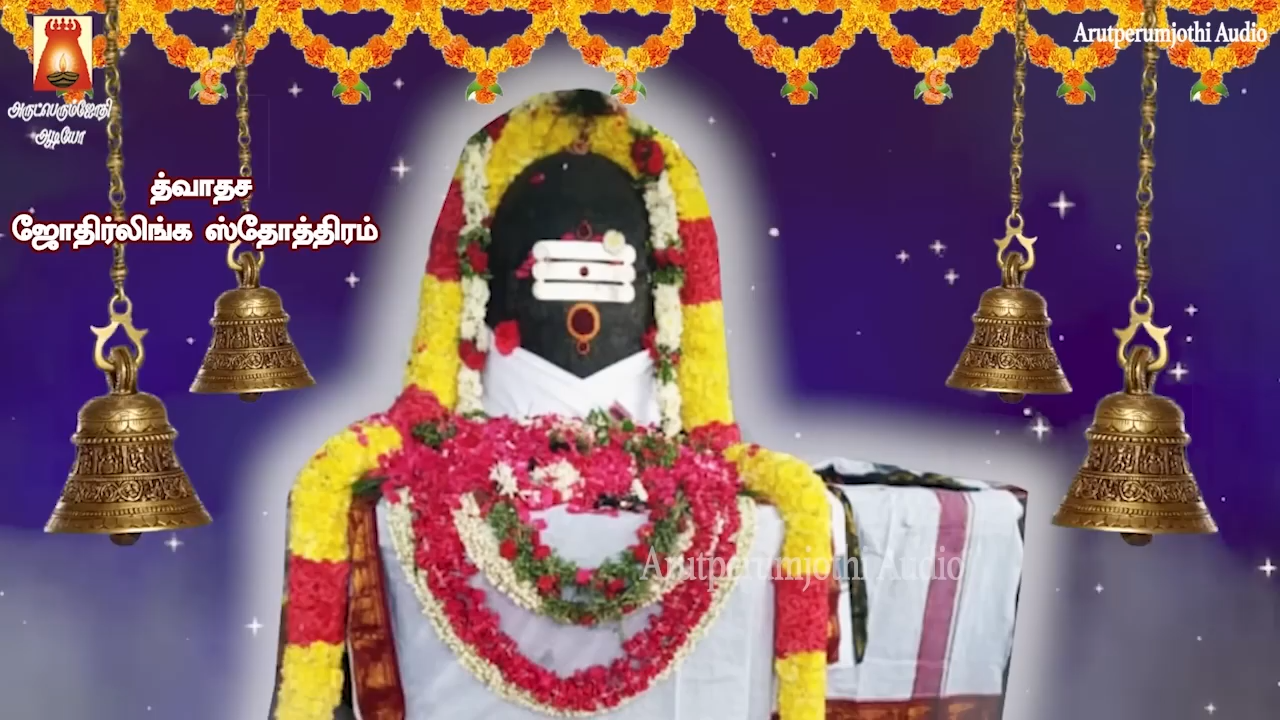 Arutperumjothi Audio
அருட்பெரும்ஜோதி
ஆடியோ
த்வாதச
ஜோதிர்லிங்க ஸ்தோத்திரம்
Arutperumjothi Audio